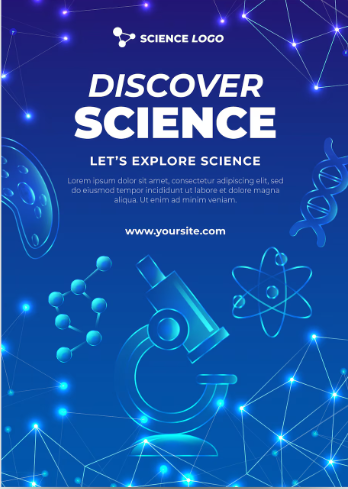 SCIENCE LOGO
DISCOVER
SCIENCE
LET'S EXPLORE SCIENCE
Lorem ipsum dolor sit amet, consectetur adipiscing elit, sed
do eiusmod tempor incididunt ut labore et dolore magna
aliqua. Ut enim ad minim veniam.
www.yoursite.com